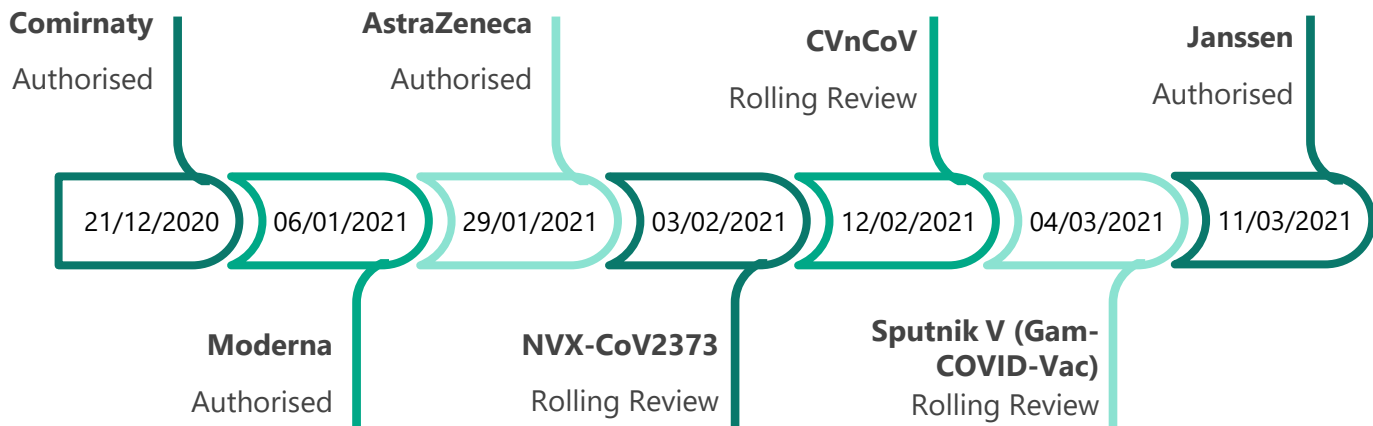 Comirnaty
Authorised
AstraZeneca
Authorised
CVnCoV
Rolling Review
Janssen
Authorised
21/12/2020
06/01/2021
29/01/2021
03/02/2021
12/02/2021
04/03/2021
11/03/2021
Moderna
Authorised
NVX-CoV2373
Rolling Review
Sputnik V (Gam-
COVID-Vac)
Rolling Review